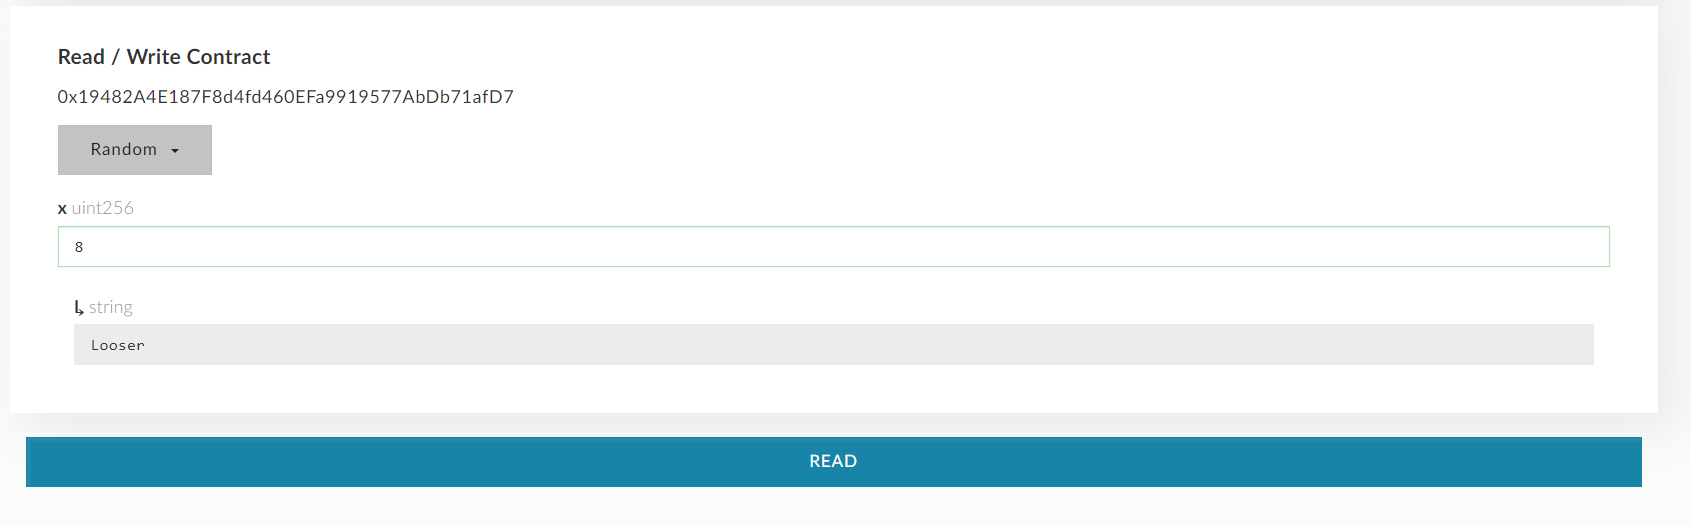 Read / Write Contract
0x19482A4E187F8d4fd460EFa9919577AbDb71afD7
Random
x uint256
8
↳ string
Looser
READ